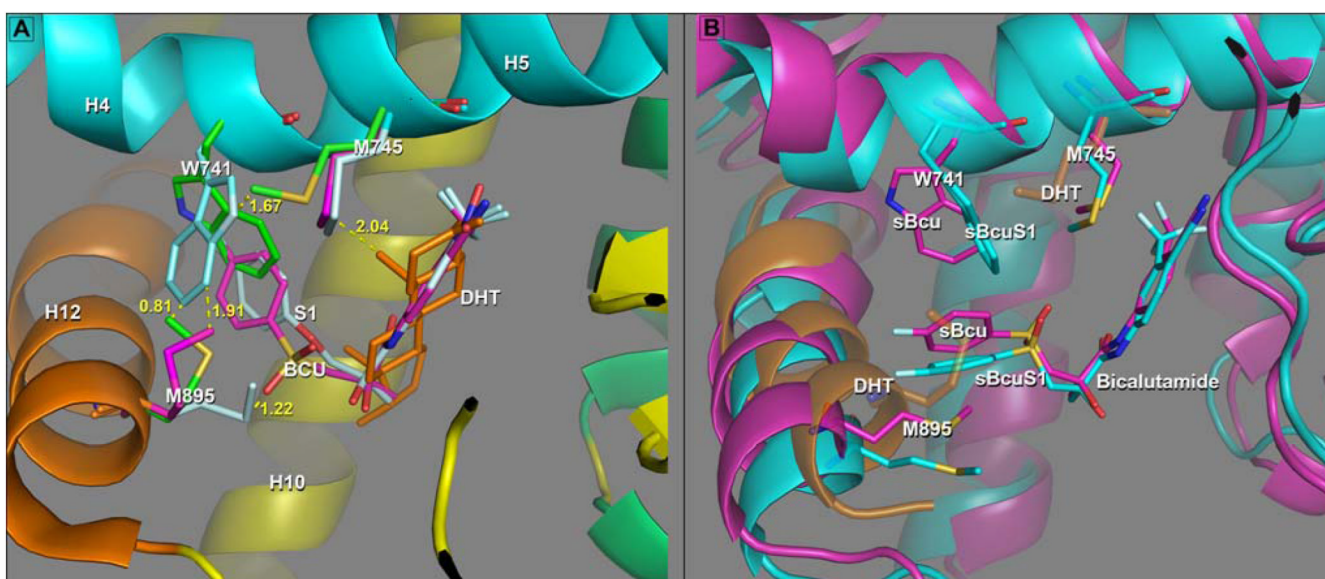 A
H5
H4
M745
W741
1.67
2.04
DHT
0.81
1.91
H12
S1
BCU
M895
1.22
H10
B
M745
W741
DHT
sBcu
sBcuS1
sBcu
sBcuS1
DHT
Bicalutamide
M895